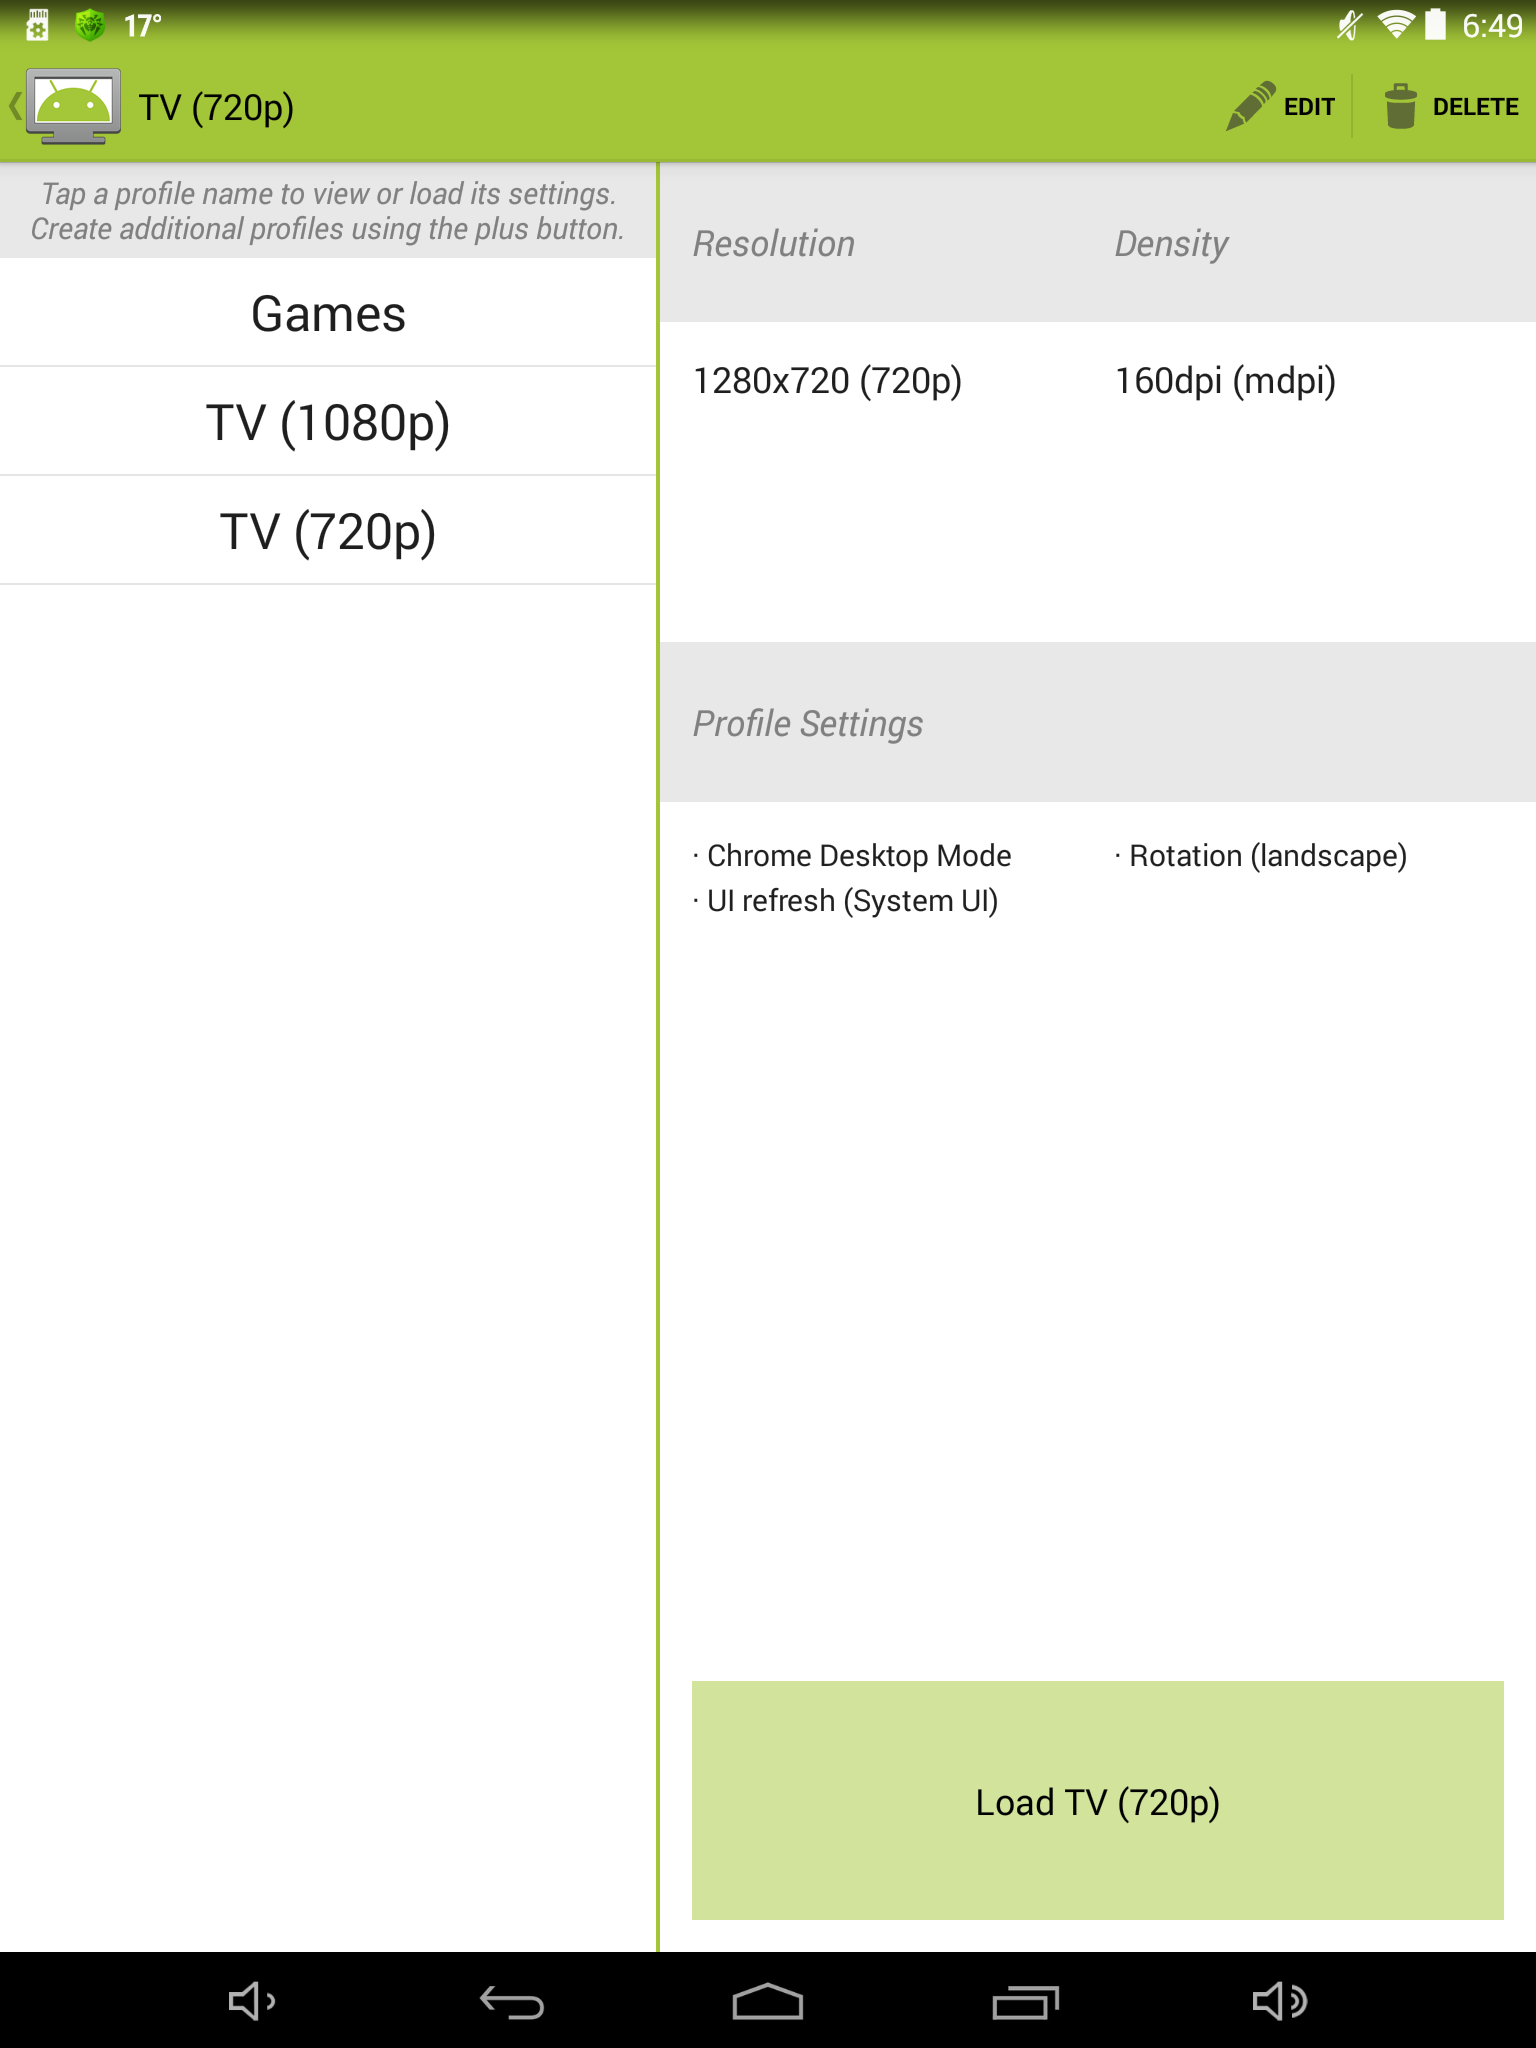 17°
6:49
TV (720p)
EDIT
DELETE
Tap a profile name to view or load its settings.
Create additional profiles using the plus button.
Games
TV (1080p)
TV (720p)
Resolution
Density
1280x720 (720p)
160dpi (mdpi)
Profile Settings
· Chrome Desktop Mode
· Rotation (landscape)
· UI refresh (System UI)
Load TV (720p)